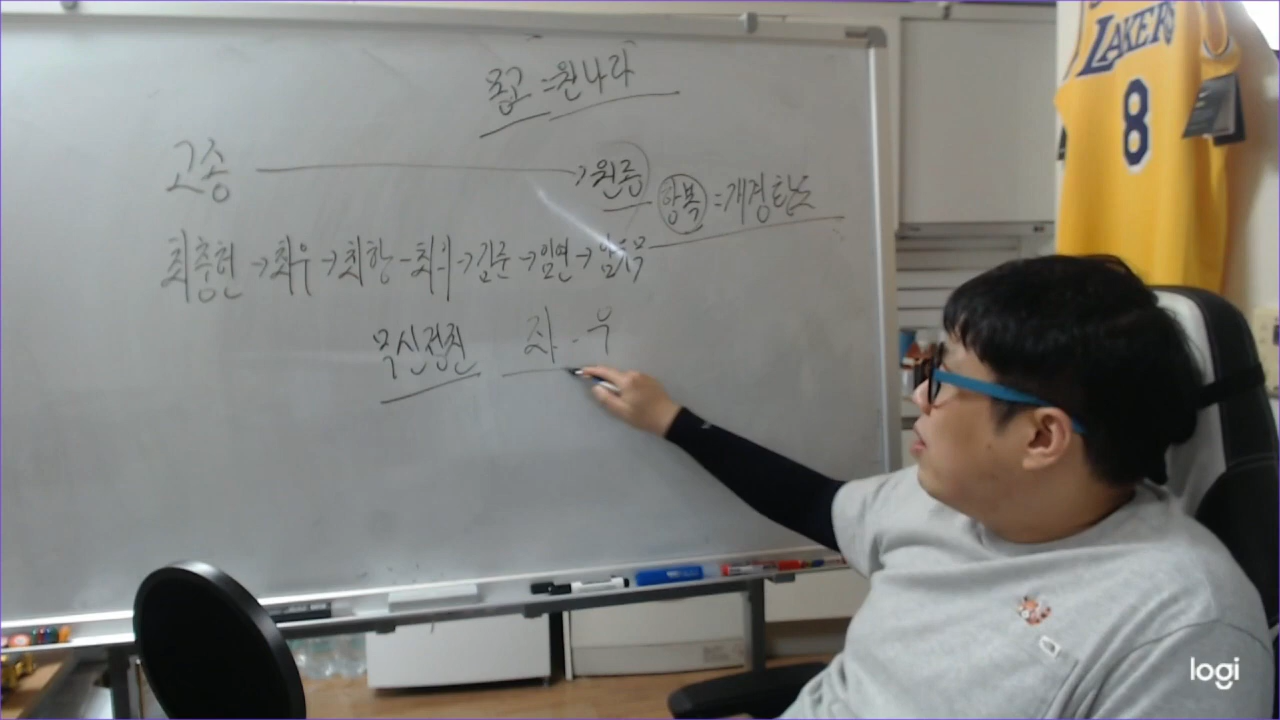 몽고 = 원나라
고종 → 원종
항복 = 개경환도
최충헌 → 최우 → 최항 - 최의 → 김준 → 임연 → 임유무
무신정권 좌 - 우
LAKERS
8
logi